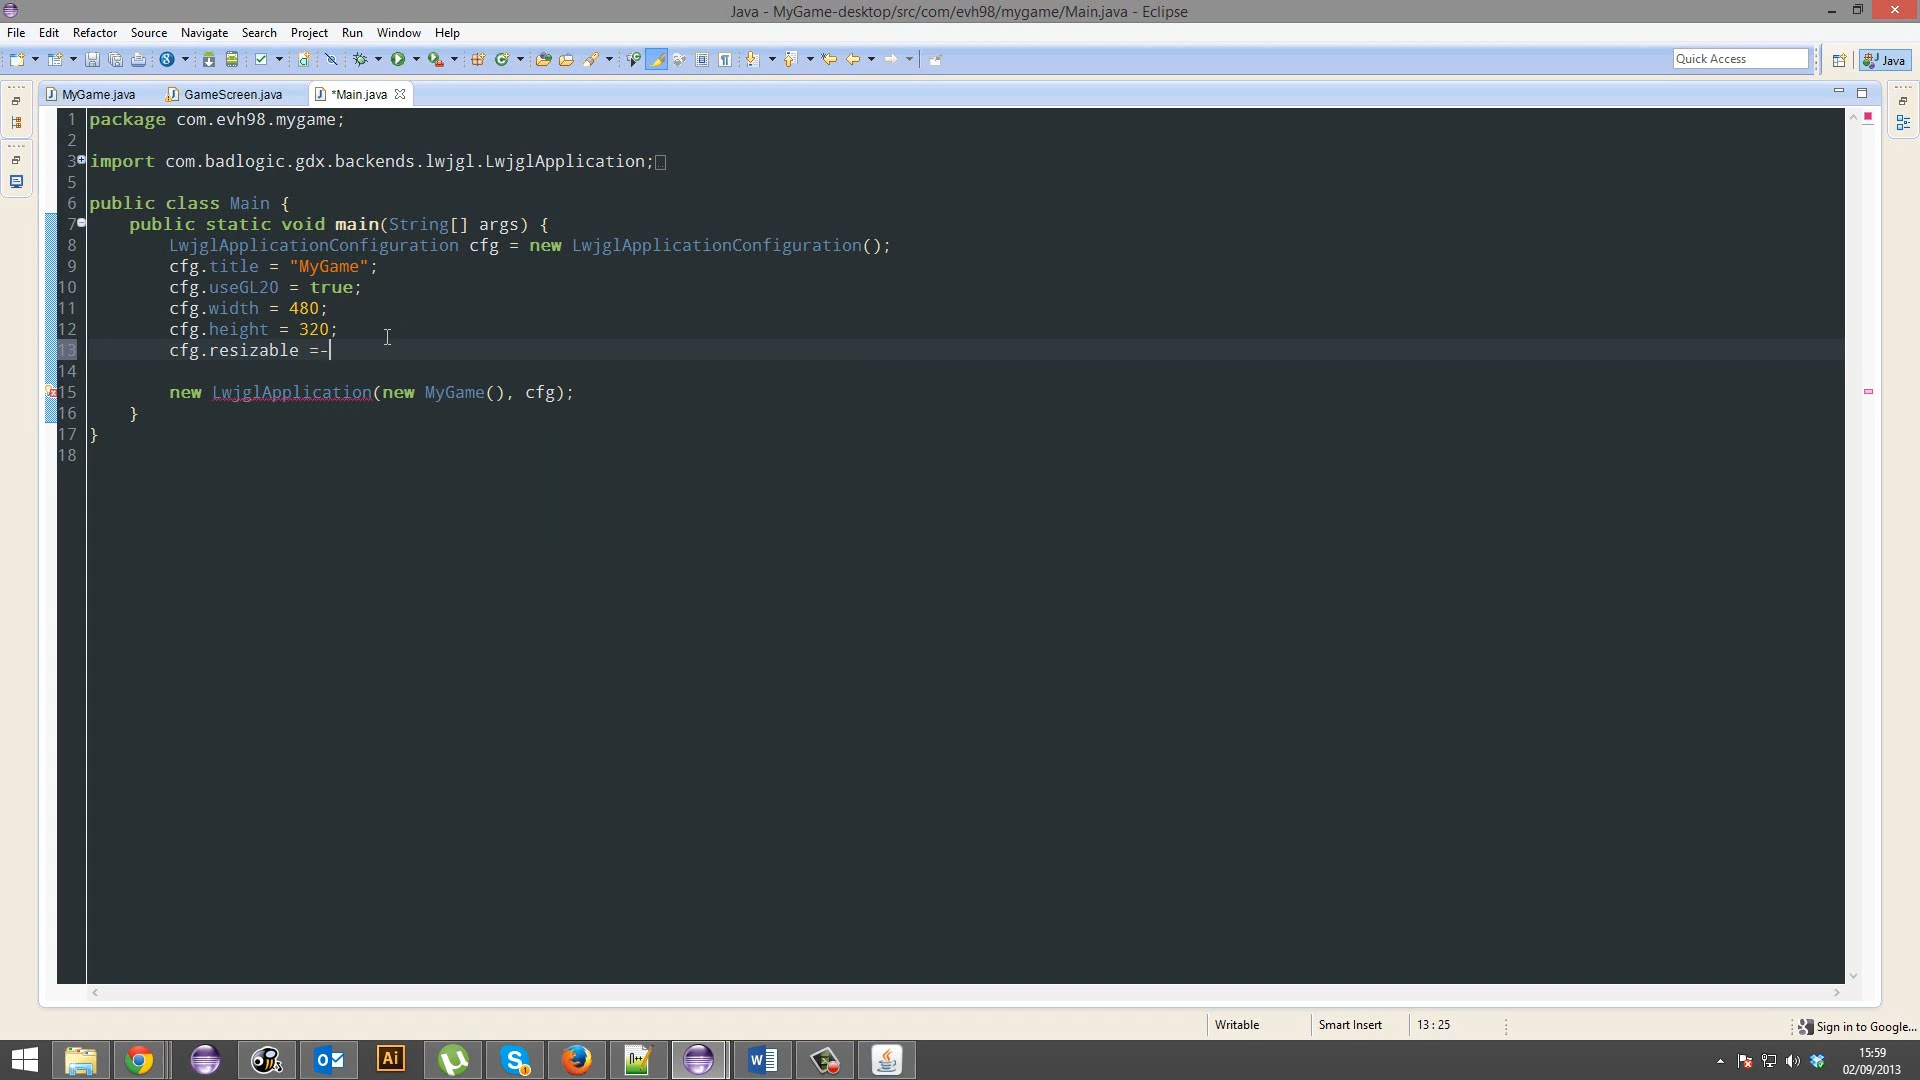 Java - MyGame-desktop/src/com/evh98/mygame/Main.java - Eclipse
File Edit Refactor Source Navigate Search Project Run Window Help
Quick Access
Java
MyGame.java GameScreen.java *Main.java
1 package com.evh98.mygame;
2
3 import com.badlogic.gdx.backends.lwjgl.LwjglApplication;
5
6 public class Main {
7 public static void main(String[] args) {
8 LwjglApplicationConfiguration cfg = new LwjglApplicationConfiguration();
9 cfg.title = "MyGame";
10 cfg.useGL20 = true;
11 cfg.width = 480;
12 cfg.height = 320;
13 cfg.resizable =-
14
15 new LwjglApplication(new MyGame(), cfg);
16 }
17 }
18
Writable Smart Insert 13 : 25
Sign in to Google...
15:59
02/09/2013